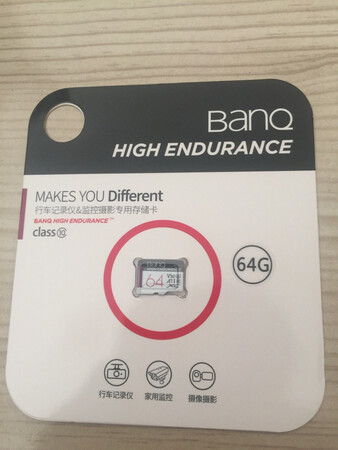 BanQ
HIGH ENDURANCE
MAKES YOU Different
行车记录仪&监控摄影专用存储卡
BANQ HIGH ENDURANCE™
class⑩
64G
64
行车记录仪
家用监控
摄像摄影